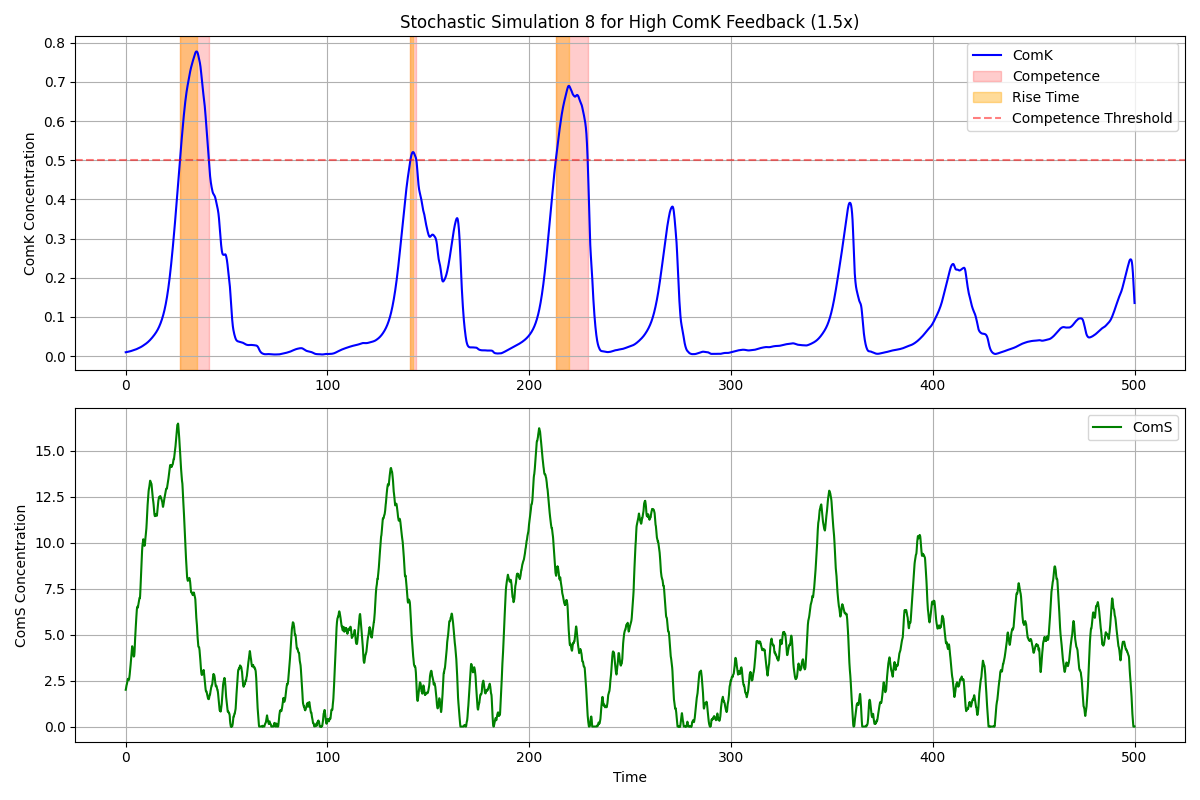 Stochastic Simulation 8 for High ComK Feedback (1.5x)
ComK Concentration
0.8
0.7
0.6
0.5
0.4
0.3
0.2
0.1
0.0
ComK
Competence
Rise Time
Competence Threshold
0 100 200 300 400 500
ComS Concentration
15.0
12.5
10.0
7.5
5.0
2.5
0.0
ComS
0 100 200 300 400 500
Time